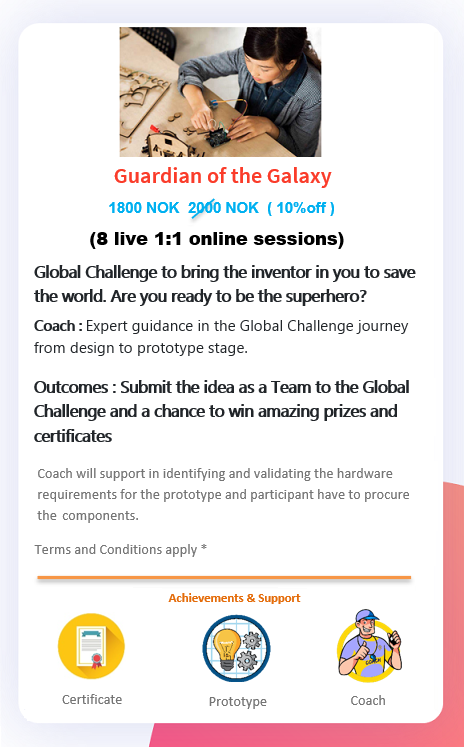 Guardian of the Galaxy
1800 NOK 2000 NOK ( 10%off )
(8 live 1:1 online sessions)
Global Challenge to bring the inventor in you to save
the world. Are you ready to be the superhero?
Coach : Expert guidance in the Global Challenge journey
from design to prototype stage.
Outcomes : Submit the idea as a Team to the Global
Challenge and a chance to win amazing prizes and
certificates
Coach will support in identifying and validating the hardware
requirements for the prototype and participant have to procure
the components.
Terms and Conditions apply *
Achievements & Support
COACH
Certificate
Prototype
Coach